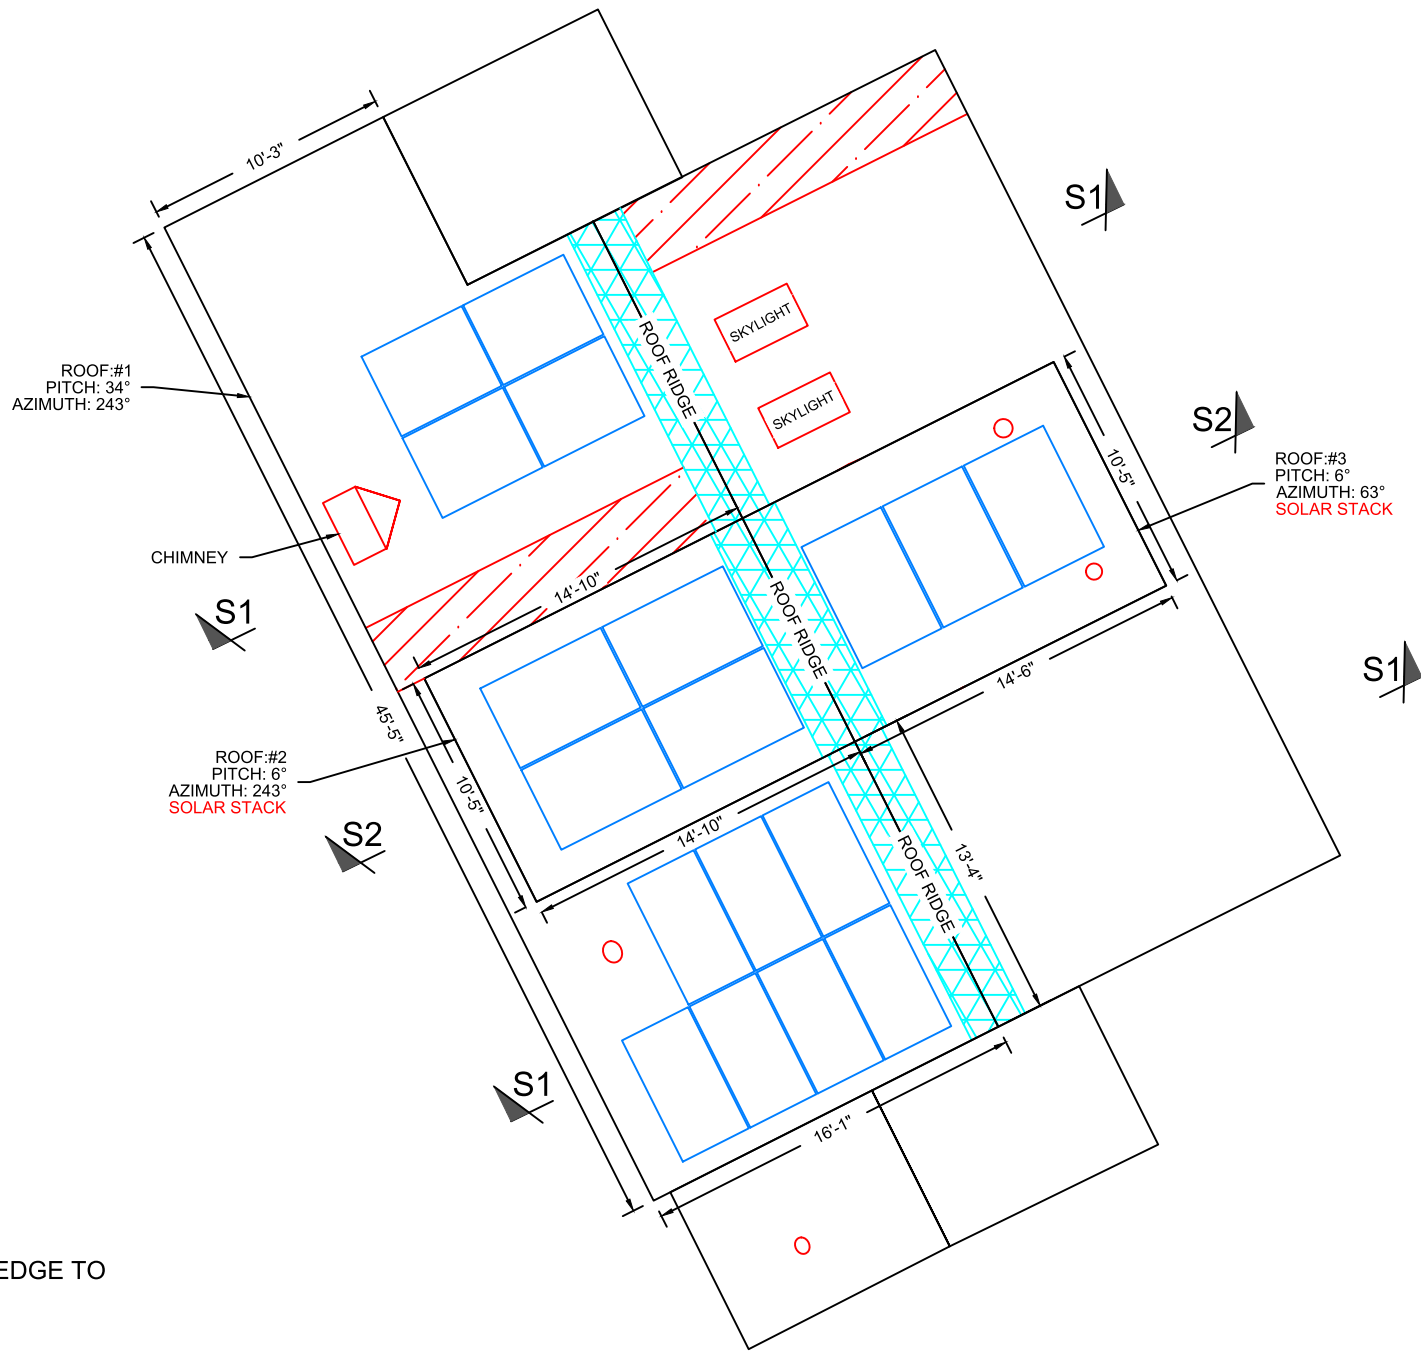 10'-3"
S1
SKYLIGHT
ROOF RIDGE
ROOF:#1
PITCH: 34°
AZIMUTH: 243°
SKYLIGHT
S2
ROOF:#3
PITCH: 6°
AZIMUTH: 63°
SOLAR STACK
10'-5"
CHIMNEY
14'-10"
S1
ROOF RIDGE
14'-6"
S1
45'-5"
ROOF:#2
PITCH: 6°
AZIMUTH: 243°
SOLAR STACK
10'-5"
14'-10"
S2
13'-4"
ROOF RIDGE
S1
16'-1"
EDGE TO